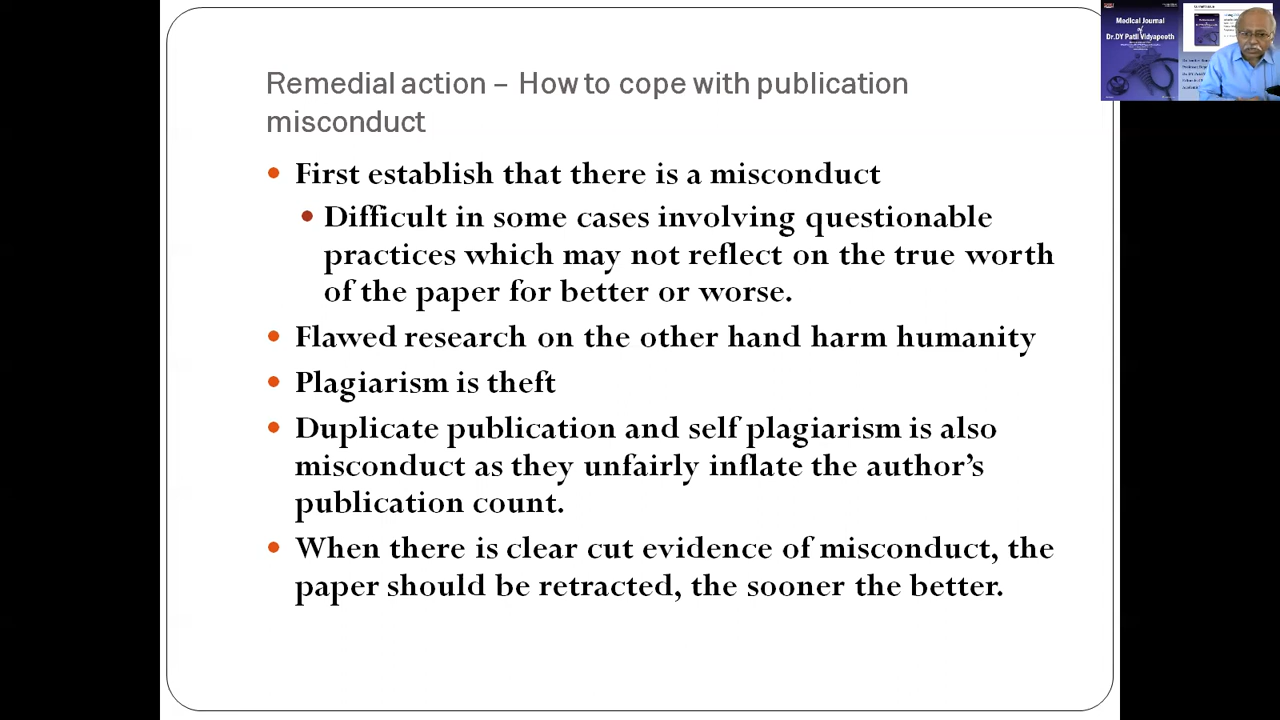 Remedial action – How to cope with publication
misconduct
First establish that there is a misconduct
Difficult in some cases involving questionable
practices which may not reflect on the true worth
of the paper for better or worse.
Flawed research on the other hand harm humanity
Plagiarism is theft
Duplicate publication and self plagiarism is also
misconduct as they unfairly inflate the author’s
publication count.
When there is clear cut evidence of misconduct, the
paper should be retracted, the sooner the better.
Medical Journal
of
Dr.DY Patil Vidyapeeth